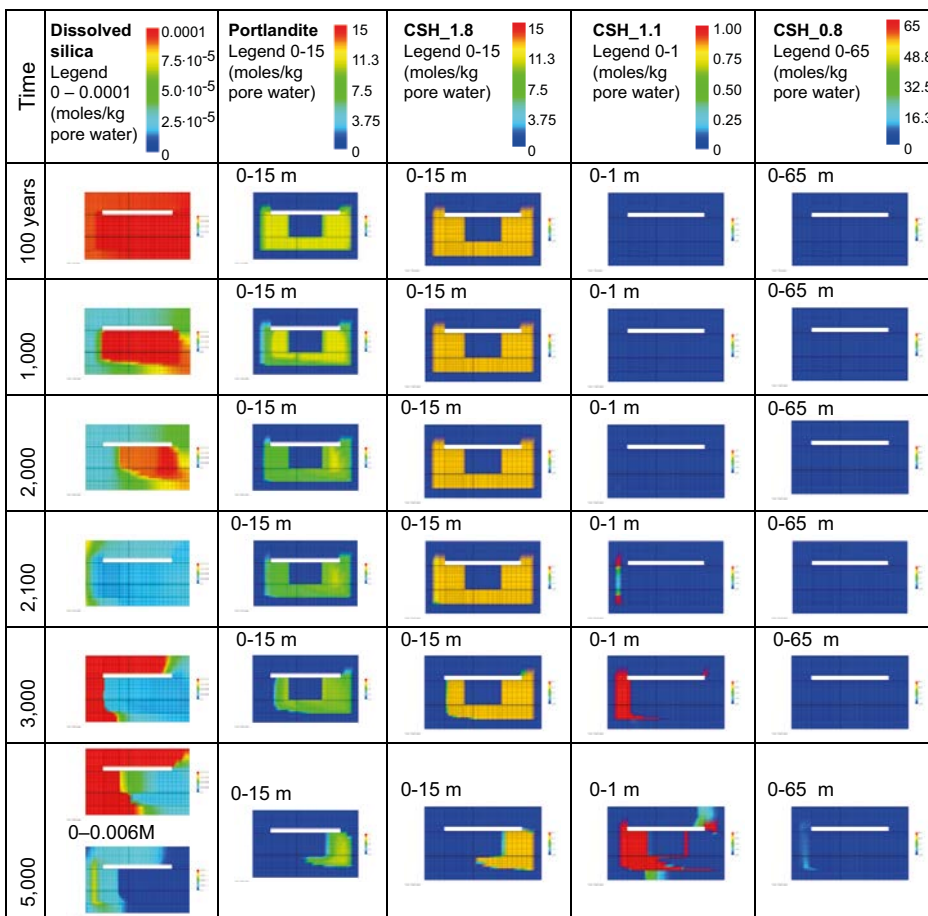 Time
Dissolved
silica
Legend
0 – 0.0001
(moles/kg
pore water)
0.0001
7.5·10⁻⁵
5.0·10⁻⁵
2.5·10⁻⁵
0
Portlandite
Legend 0-15
(moles/kg
pore water)
15
11.3
7.5
3.75
0
CSH_1.8
Legend 0-15
(moles/kg
pore water)
15
11.3
7.5
3.75
0
CSH_1.1
Legend 0-1
(moles/kg
pore water)
1.00
0.75
0.50
0.25
0
CSH_0.8
Legend 0-65
(moles/kg
pore water)
65
48.8
32.5
16.3
0
100 years
0-15 m
0-15 m
0-1 m
0-65 m
1,000
0-15 m
0-15 m
0-1 m
0-65 m
2,000
0-15 m
0-15 m
0-1 m
0-65 m
2,100
0-15 m
0-15 m
0-1 m
0-65 m
3,000
0-15 m
0-15 m
0-1 m
0-65 m
5,000
0–0.006M
0-15 m
0-15 m
0-1 m
0-65 m